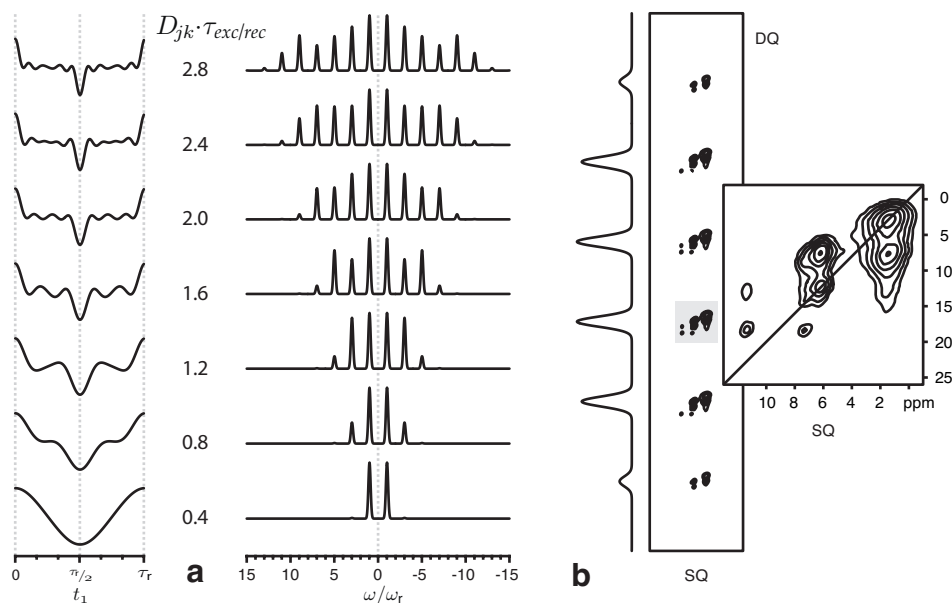 D_jk·τ_exc/rec
2.8
2.4
2.0
1.6
1.2
0.8
0.4
0 τr/2 τr
t1
a
15 10 5 0 -5 -10 -15
ω/ωr
DQ
0
5
10
15
20
25
10 8 6 4 2 ppm
SQ
b
SQ